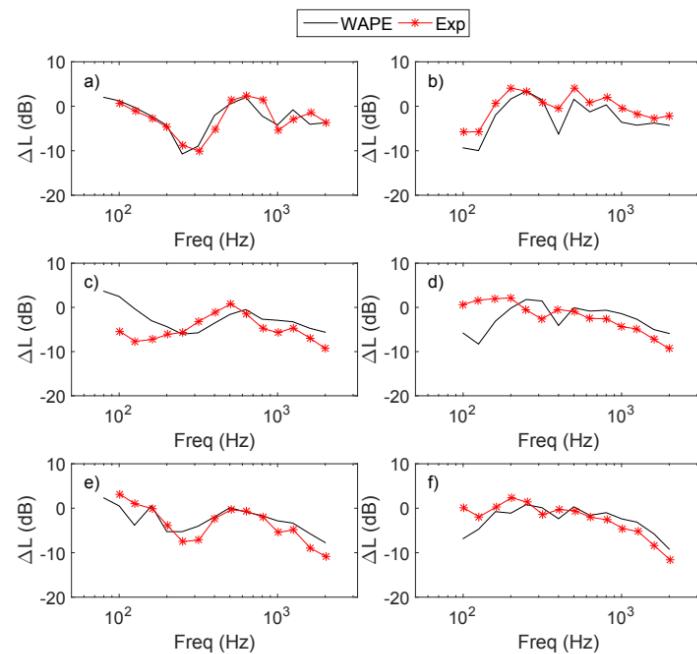 WAPE Exp
10 0 -10 -20 ΔL (dB) a) 10² 10³ Freq (Hz)
10 0 -10 -20 ΔL (dB) b) 10² 10³ Freq (Hz)
10 0 -10 -20 ΔL (dB) c) 10² 10³ Freq (Hz)
10 0 -10 -20 ΔL (dB) d) 10² 10³ Freq (Hz)
10 0 -10 -20 ΔL (dB) e) 10² 10³ Freq (Hz)
10 0 -10 -20 ΔL (dB) f) 10² 10³ Freq (Hz)